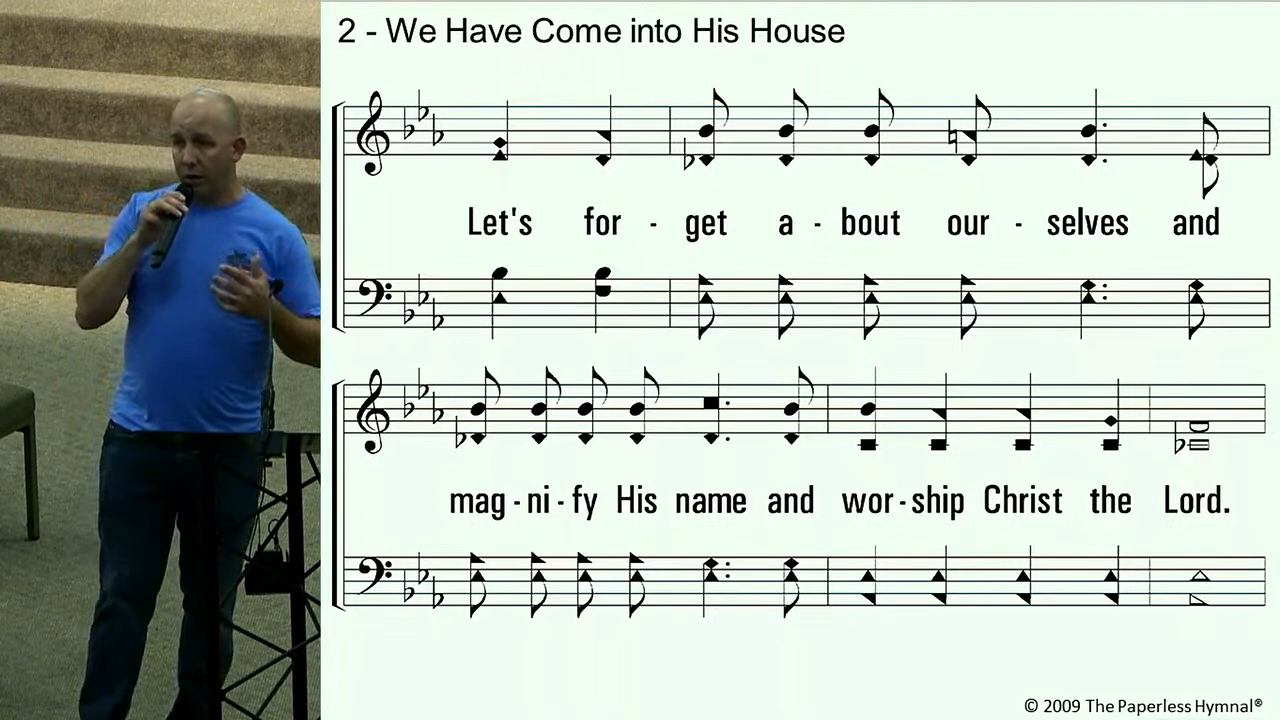 2 - We Have Come into His House
Let's for - get a - bout our - selves and
mag - ni - fy His name and wor - ship Christ the Lord.
© 2009 The Paperless Hymnal®